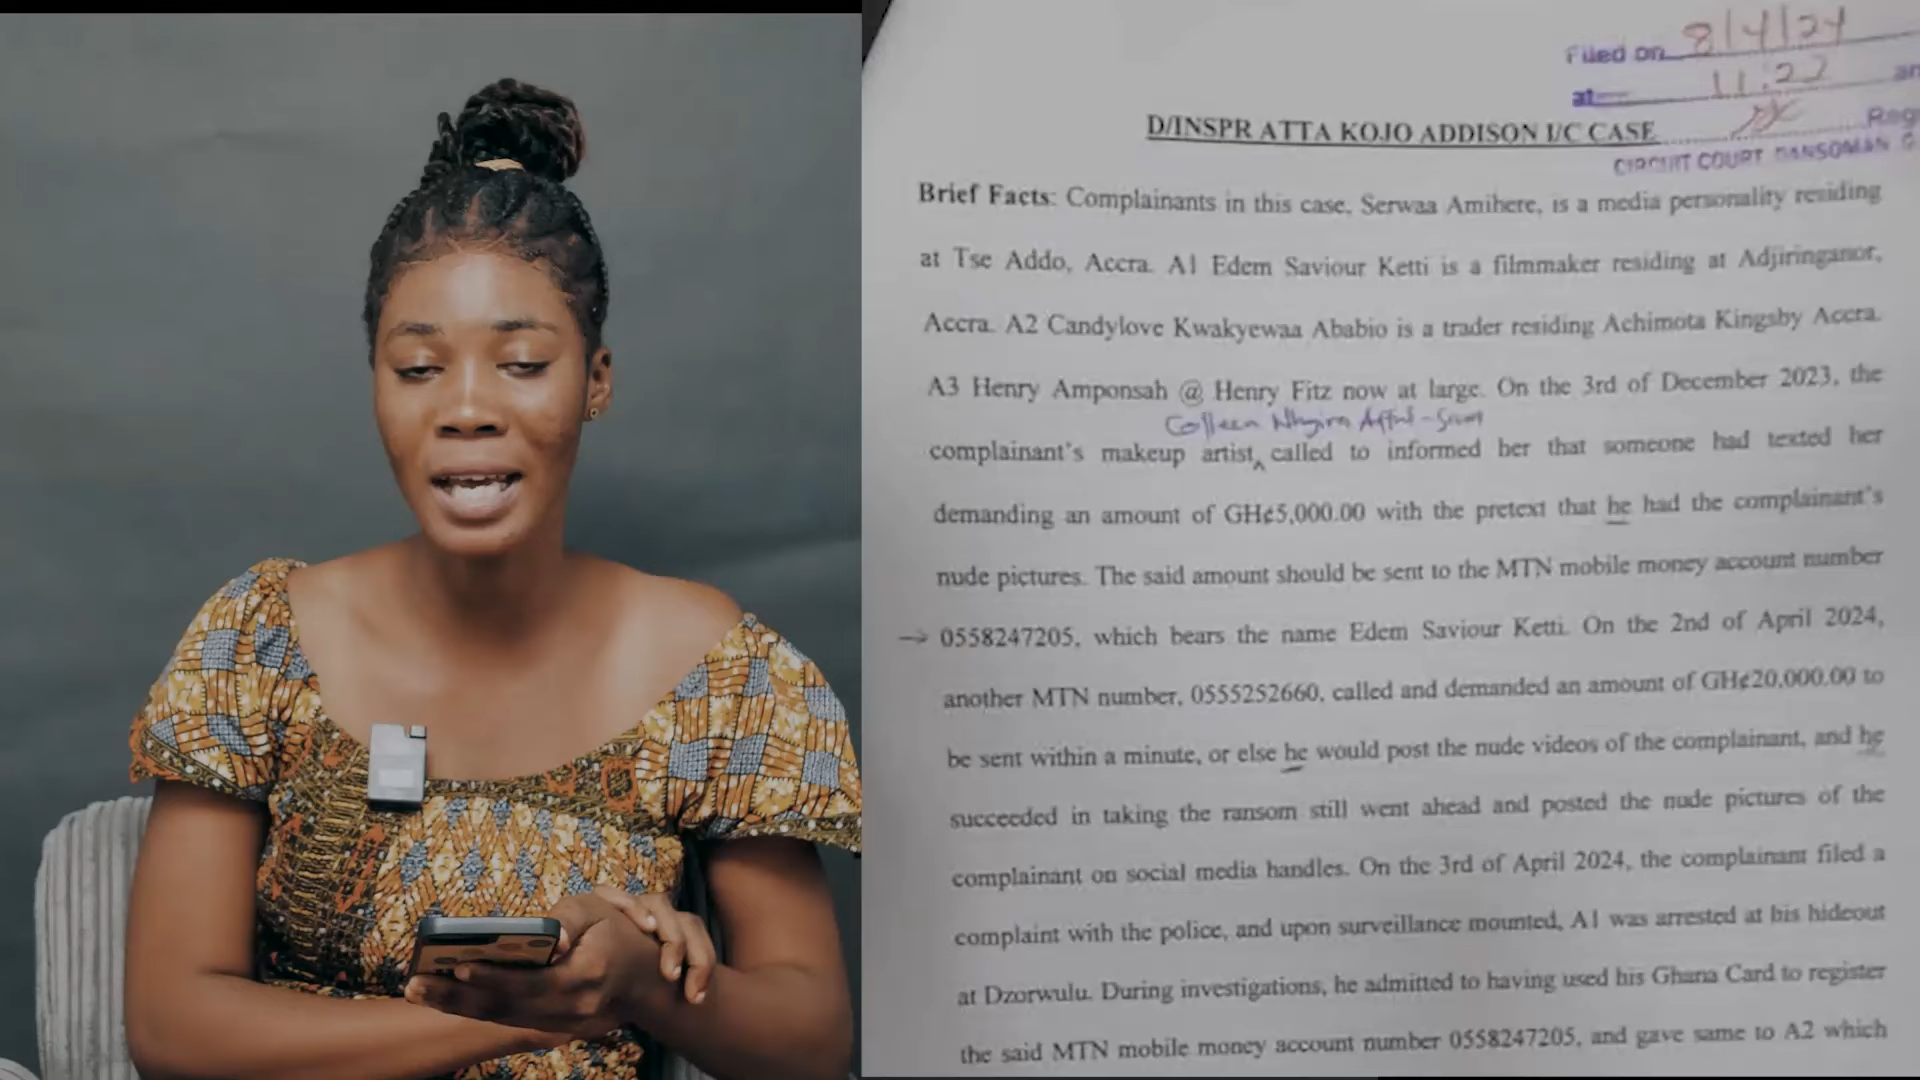 Filed on 8/4/24
at 11:22 am
Reg
D/INSPR ATTA KOJO ADDISON I/C CASE
CIRCUIT COURT DANSOMAN
Brief Facts: Complainants in this case, Serwaa Amihere, is a media personality residing
at Tse Addo, Accra. A1 Edem Saviour Ketti is a filmmaker residing at Adjiringanor,
Accra. A2 Candylove Kwakyewaa Ababio is a trader residing Achimota Kingsby Accra.
A3 Henry Amponsah @ Henry Fitz now at large. On the 3rd of December 2023, the
Colleen Nhyira
complainant's makeup artist, called to informed her that someone had texted her
demanding an amount of GH¢5,000.00 with the pretext that he had the complainant's
nude pictures. The said amount should be sent to the MTN mobile money account number
→ 0558247205, which bears the name Edem Saviour Ketti. On the 2nd of April 2024,
another MTN number, 0555252660, called and demanded an amount of GH¢20,000.00 to
be sent within a minute, or else he would post the nude videos of the complainant, and he
succeeded in taking the ransom still went ahead and posted the nude pictures of the
complainant on social media handles. On the 3rd of April 2024, the complainant filed a
complaint with the police, and upon surveillance mounted, A1 was arrested at his hideout
at Dzorwulu. During investigations, he admitted to having used his Ghana Card to register
the said MTN mobile money account number 0558247205, and gave same to A2 which